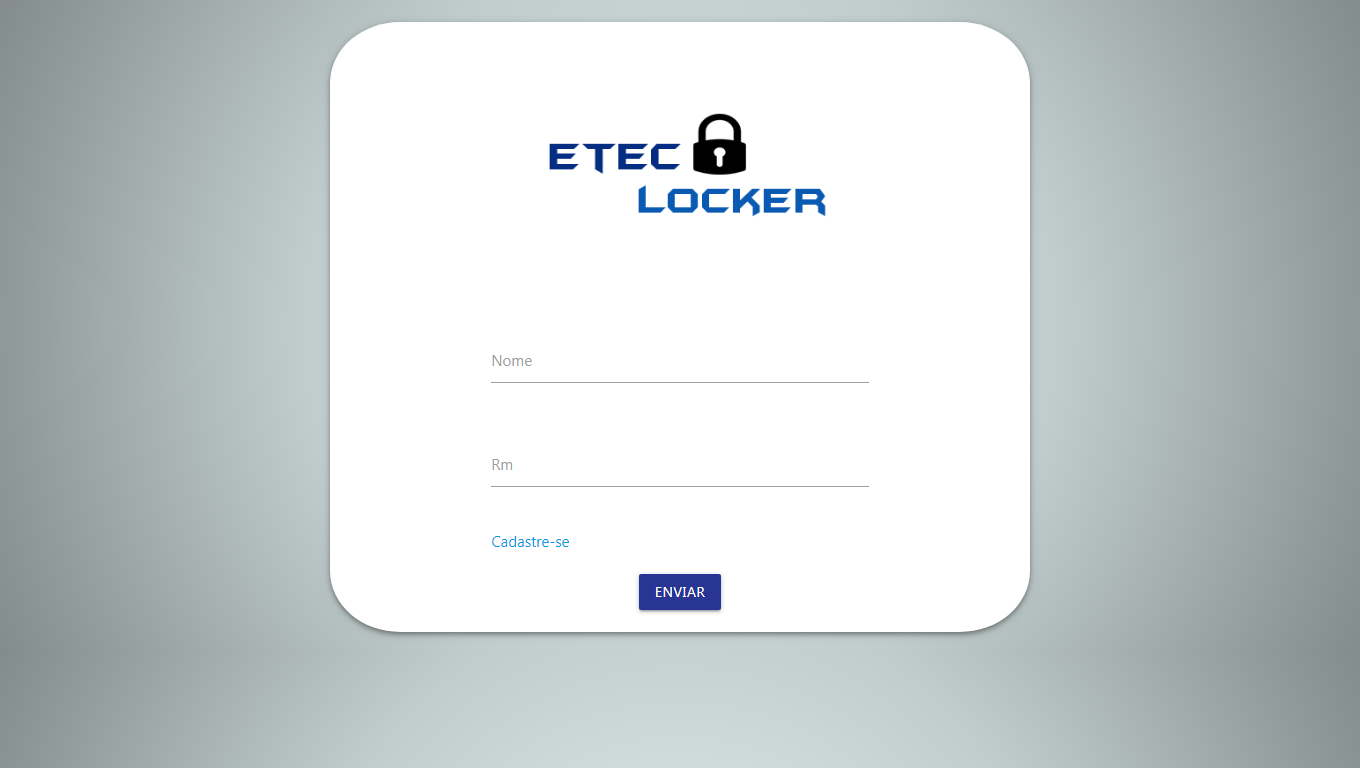 ETEC
LOCKER
Nome
Rm
Cadastre-se
ENVIAR